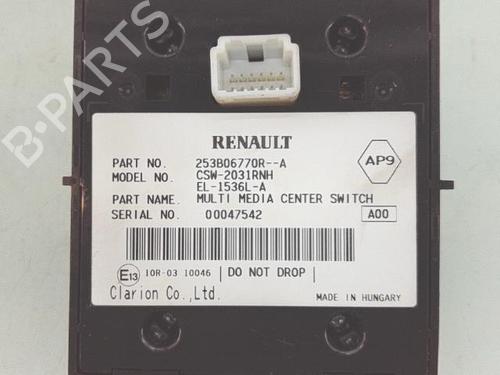 B-PARTS
RENAULT
PART NO. 253B06770R--A
MODEL NO. CSW-2031RNH
EL-1536L-A
PART NAME. MULTI MEDIA CENTER SWITCH
SERIAL NO. 00047542
AP9
A00
E13 10R-03 10046 DO NOT DROP
Clarion Co.,Ltd.
MADE IN HUNGARY